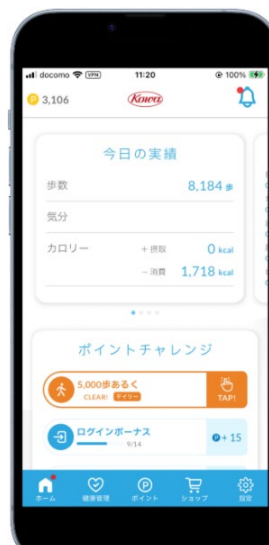 docomo VPN 11:20 100%
P 3,106 Kowa
今日の実績
歩数 8,184 歩
気分
カロリー + 摂取 0 kcal
− 消費 1,718 kcal
ポイントチャレンジ
5,000歩あるく
CLEAR! デイリー TAP!
ログインボーナス
9/14 P + 15
ホーム 健康管理 ポイント ショップ 設定